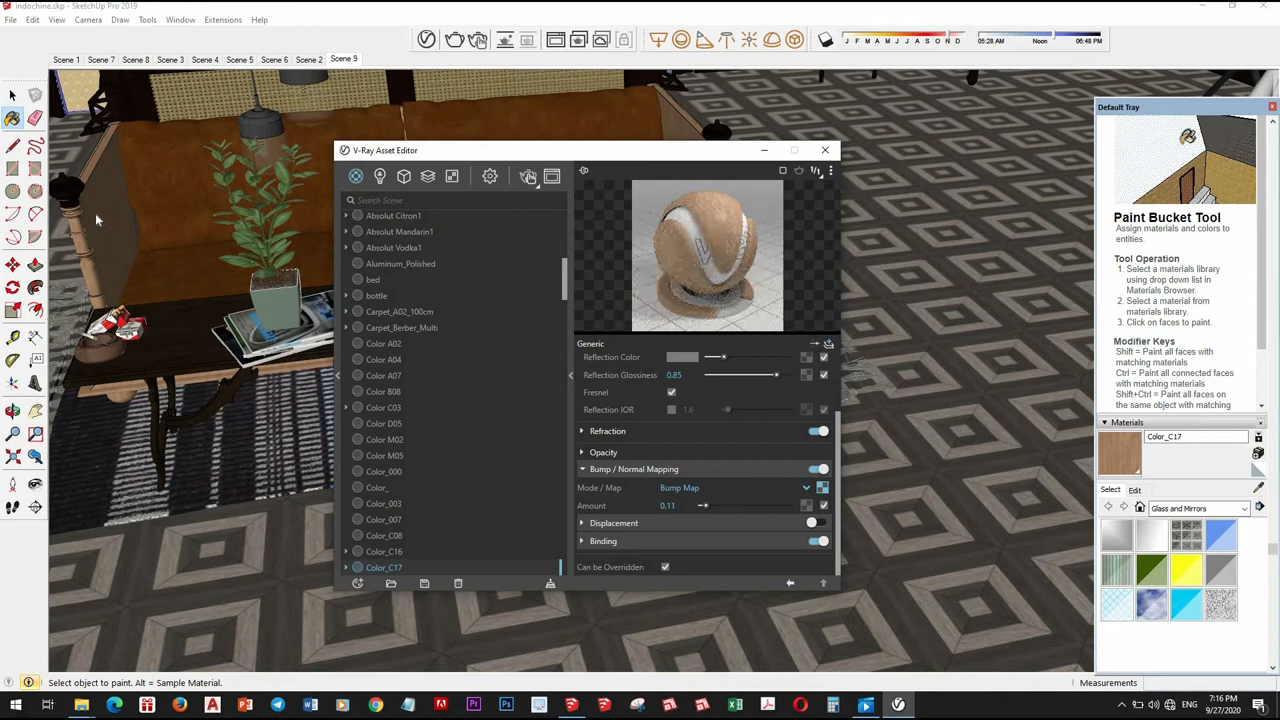 indochine.skp - SketchUp Pro 2019
File Edit View Camera Draw Tools Window Extensions Help
J F M A M J J A S O N D 05:28 AM Noon 06:48 PM
Scene 1 Scene 7 Scene 8 Scene 3 Scene 4 Scene 5 Scene 6 Scene 2 Scene 9
Default Tray
Paint Bucket Tool
Assign materials and colors to
entities.
Tool Operation
1. Select a materials library
using drop down list in
Materials Browser.
2. Select a material from
library.
3. Click on faces to paint.
Modifier Keys
Shift = Paint all faces with
matching materials
Ctrl = Paint all connected faces
with matching materials
Shift+Ctrl = Paint all faces on
the same object with matching
Materials
Color_C17
Select Edit
Glass and Mirrors
V-Ray Asset Editor
Search Scene
Absolut Citron1
Absolut Mandarin1
Absolut Vodka1
Aluminum_Polished
bed
bottle
Carpet_A02_100cm
Carpet_Berber_Multi
Color A02
Color A04
Color A07
Color B08
Color C03
Color D05
Color M02
Color M05
Color_000
Color_
Color_003
Color_007
Color_C08
Color_C16
Color_C17
1/1
Generic
Reflection Color
Reflection Glossiness 0.85
Fresnel
Reflection IOR 1.6
Refraction
Opacity
Bump / Normal Mapping
Mode / Map Bump Map
Amount 0.11
Displacement
Binding
Can be Overridden
Select object to paint. Alt = Sample Material.
Measurements
ENG
7:16 PM
9/27/2020